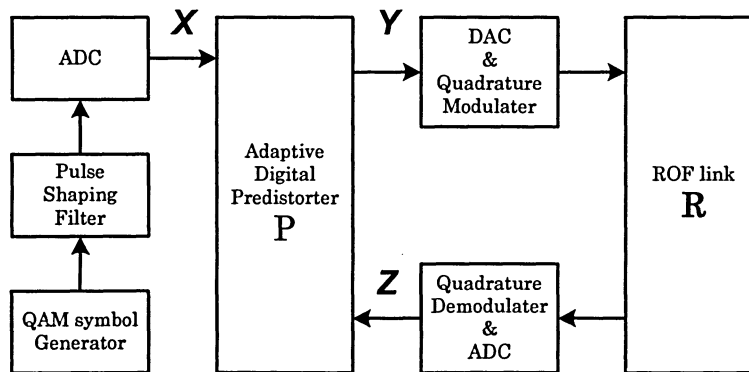 X
Y
ADC
DAC
&
Quadrature
Modulater
Pulse
Shaping
Filter
Adaptive
Digital
Predistorter
P
ROF link
R
Z
QAM symbol
Generator
Quadrature
Demodulater
&
ADC